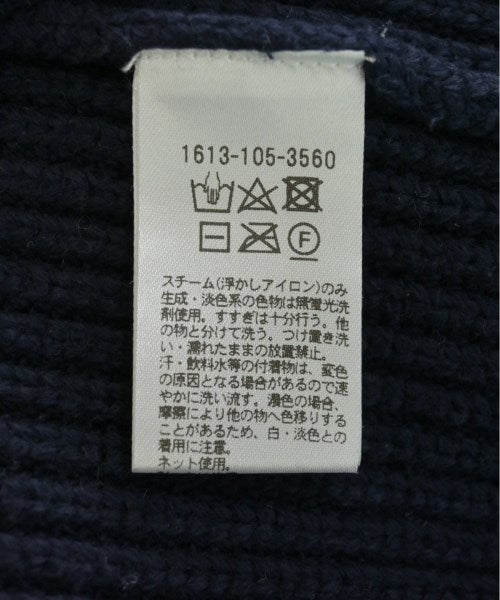 1613-105-3560
F
スチーム(浮かしアイロン)のみ
生成・淡色系の色物は無蛍光洗
剤使用。すすぎは十分行う。他
の物と分けて洗う。つけ置き洗
い・濡れたままの放置禁止。
汗・飲料水等の付着物は、変色
の原因となる場合があるので速
やかに洗い流す。濃色の場合、
摩擦により他の物へ色移りする
ことがあるため、白・淡色との
着用に注意。
ネット使用。